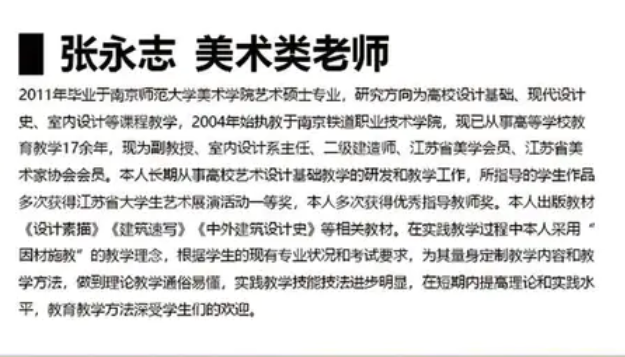 张永志 美术类老师
2011年毕业于南京师范大学美术学院艺术硕士专业，研究方向为高校设计基础、现代设计
史、室内设计等课程教学，2004年始执教于南京铁道职业技术学院，现已从事高等学校教
育教学17余年，现为副教授、室内设计系主任、二级建造师、江苏省美学会员、江苏省美
术家协会会员。本人长期从事高校艺术设计基础教学的研发和教学工作，所指导的学生作品
多次获得江苏省大学生艺术展演活动一等奖，本人多次获得优秀指导教师奖。本人出版教材
《设计素描》《建筑速写》《中外建筑设计史》等相关教材。在实践教学过程中本人采用“
因材施教”的教学理念，根据学生的现有专业状况和考试要求，为其量身定制教学内容和教
学方法，做到理论教学通俗易懂，实践教学技能技法进步明显，在短期内提高理论和实践水
平，教育教学方法深受学生们的欢迎。